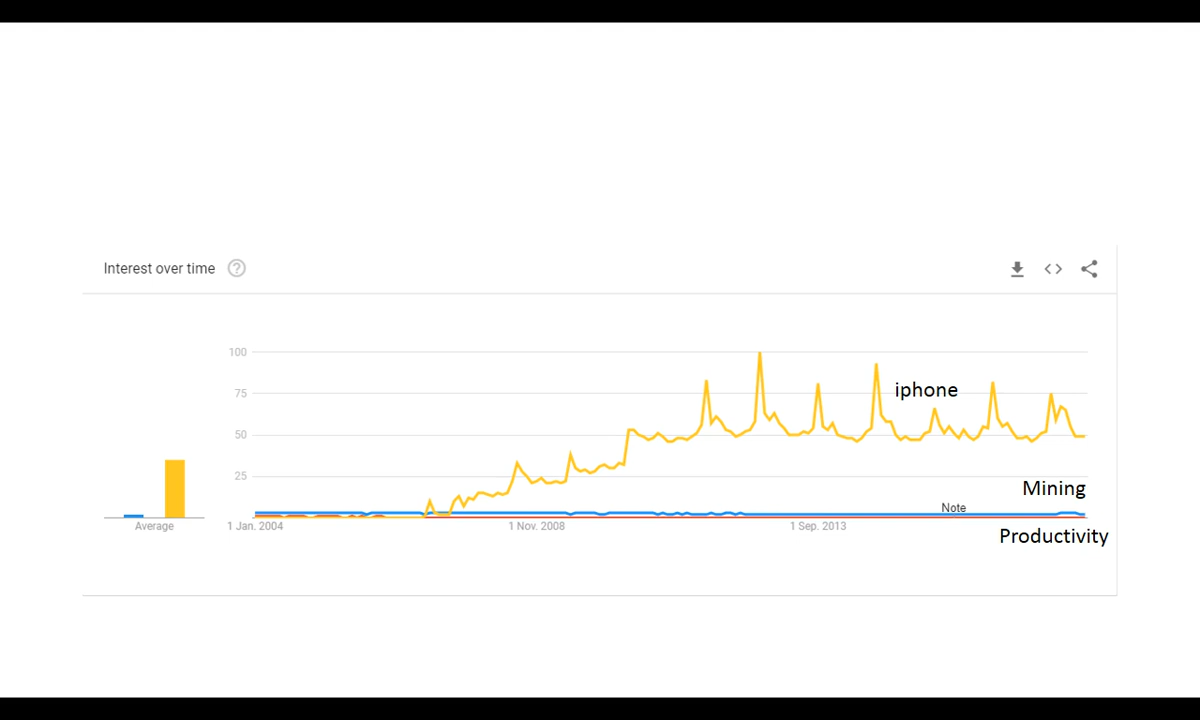 Interest over time ?
100
75
iphone
50
25
Mining
Note
Average
1 Jan. 2004 1 Nov. 2008 1 Sep. 2013
Productivity